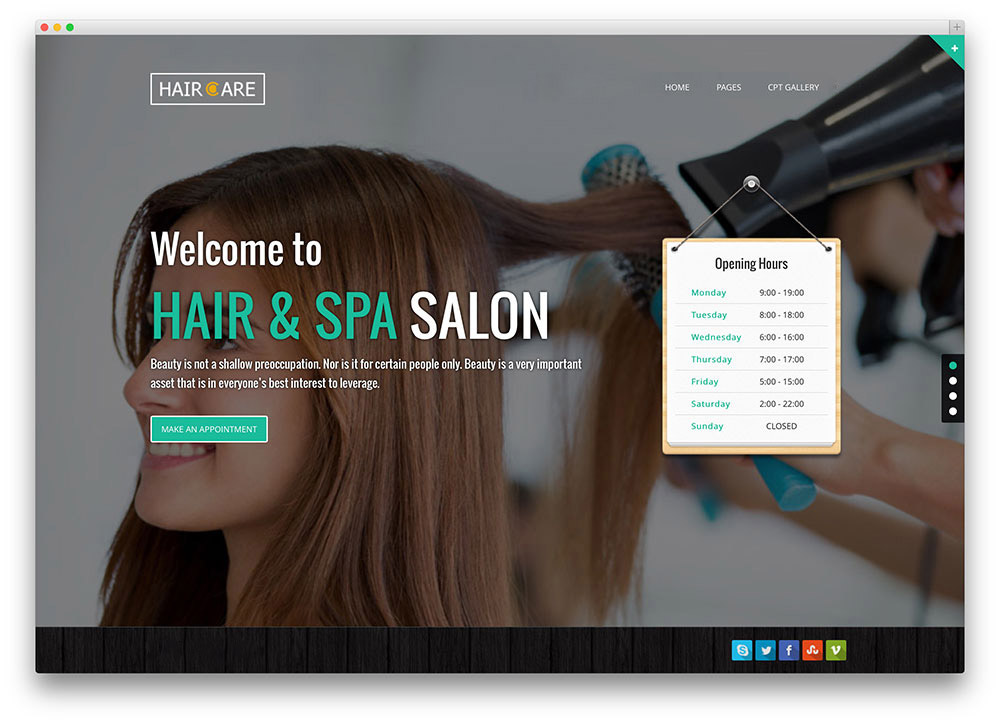 HAIR CARE
HOME PAGES CPT GALLERY
Welcome to
HAIR & SPA SALON
Beauty is not a shallow preoccupation. Nor is it for certain people only. Beauty is a very important
asset that is in everyone's best interest to leverage.
MAKE AN APPOINTMENT
Opening Hours
Monday 9:00 - 19:00
Tuesday 8:00 - 18:00
Wednesday 6:00 - 16:00
Thursday 7:00 - 17:00
Friday 5:00 - 15:00
Saturday 2:00 - 22:00
Sunday CLOSED